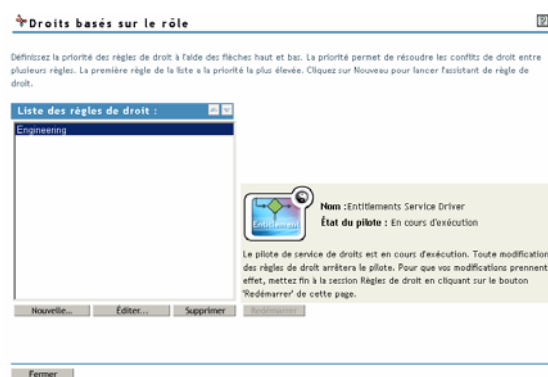 Droits basés sur le rôle
?
Définissez la priorité des règles de droit à l'aide des flèches haut et bas. La priorité permet de résoudre les conflits de droit entre
plusieurs règles. La première règle de la liste a la priorité la plus élevée. Cliquez sur Nouveau pour lancer l'assistant de règle de
droit.
Liste des règles de droit :
Engineering
Entitlement
Nom :Entitlements Service Driver
État du pilote : En cours d'exécution
Le pilote de service de droits est en cours d'exécution. Toute modification
des règles de droit arrêtera le pilote. Pour que vos modifications prennent
effet, mettez fin à la session Règles de droit en cliquant sur le bouton
'Redémarrer' de cette page.
Nouvelle... Éditer... Supprimer Redémarrer
Fermer